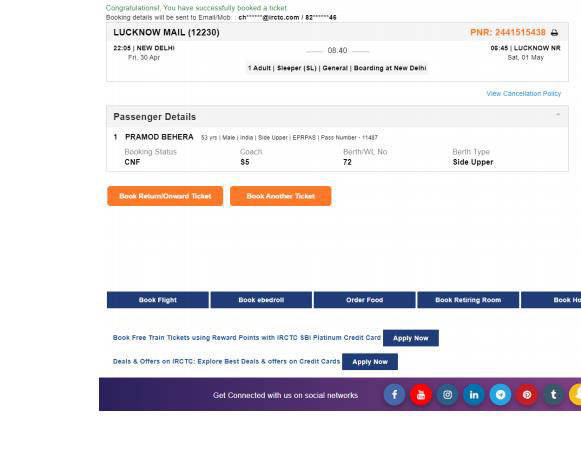 Congratulations!, You have successfully booked a ticket.
Booking details will be sent to Email/Mob: : ch******@irctc.com / 82******46
LUCKNOW MAIL (12230) PNR: 2441515438
22:05 | NEW DELHI 08:40 06:45 | LUCKNOW NR
Fri, 30 Apr Sat, 01 May
1 Adult | Sleeper (SL) | General | Boarding at New Delhi
View Cancellation Policy
Passenger Details
1 PRAMOD BEHERA 53 yrs | Male | India | Side Upper | EPRPAS | Pass Number - 11487
Booking Status Coach Berth/WL No Berth Type
CNF S5 72 Side Upper
Book Return/Onward Ticket Book Another Ticket
Book Flight Book ebedroll Order Food Book Retiring Room Book Ho
Book Free Train Tickets using Reward Points with IRCTC SBI Platinum Credit Card Apply Now
Deals & Offers on IRCTC: Explore Best Deals & offers on Credit Cards Apply Now
Get Connected with us on social networks